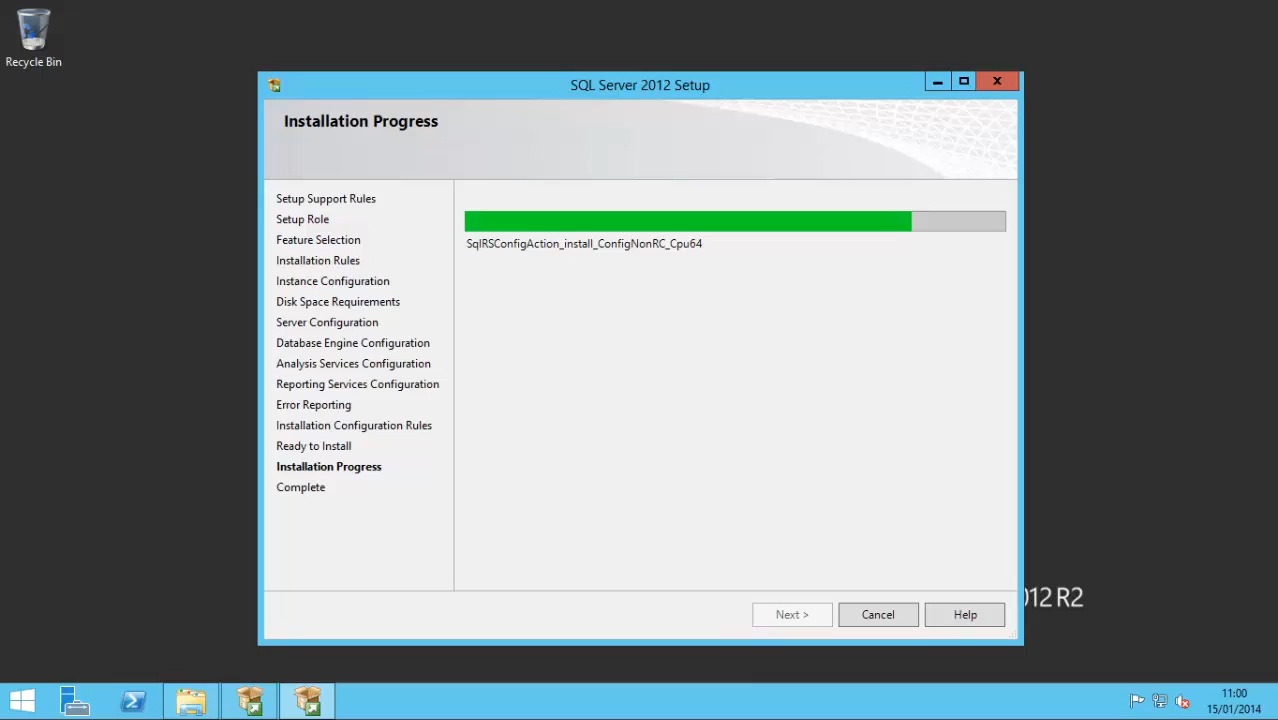 Recycle Bin
SQL Server 2012 Setup
Installation Progress
Setup Support Rules
Setup Role
Feature Selection
Installation Rules
Instance Configuration
Disk Space Requirements
Server Configuration
Database Engine Configuration
Analysis Services Configuration
Reporting Services Configuration
Error Reporting
Installation Configuration Rules
Ready to Install
Installation Progress
Complete
SqlRSConfigAction_install_ConfigNonRC_Cpu64
Next >
Cancel
Help
012 R2
11:00
15/01/2014